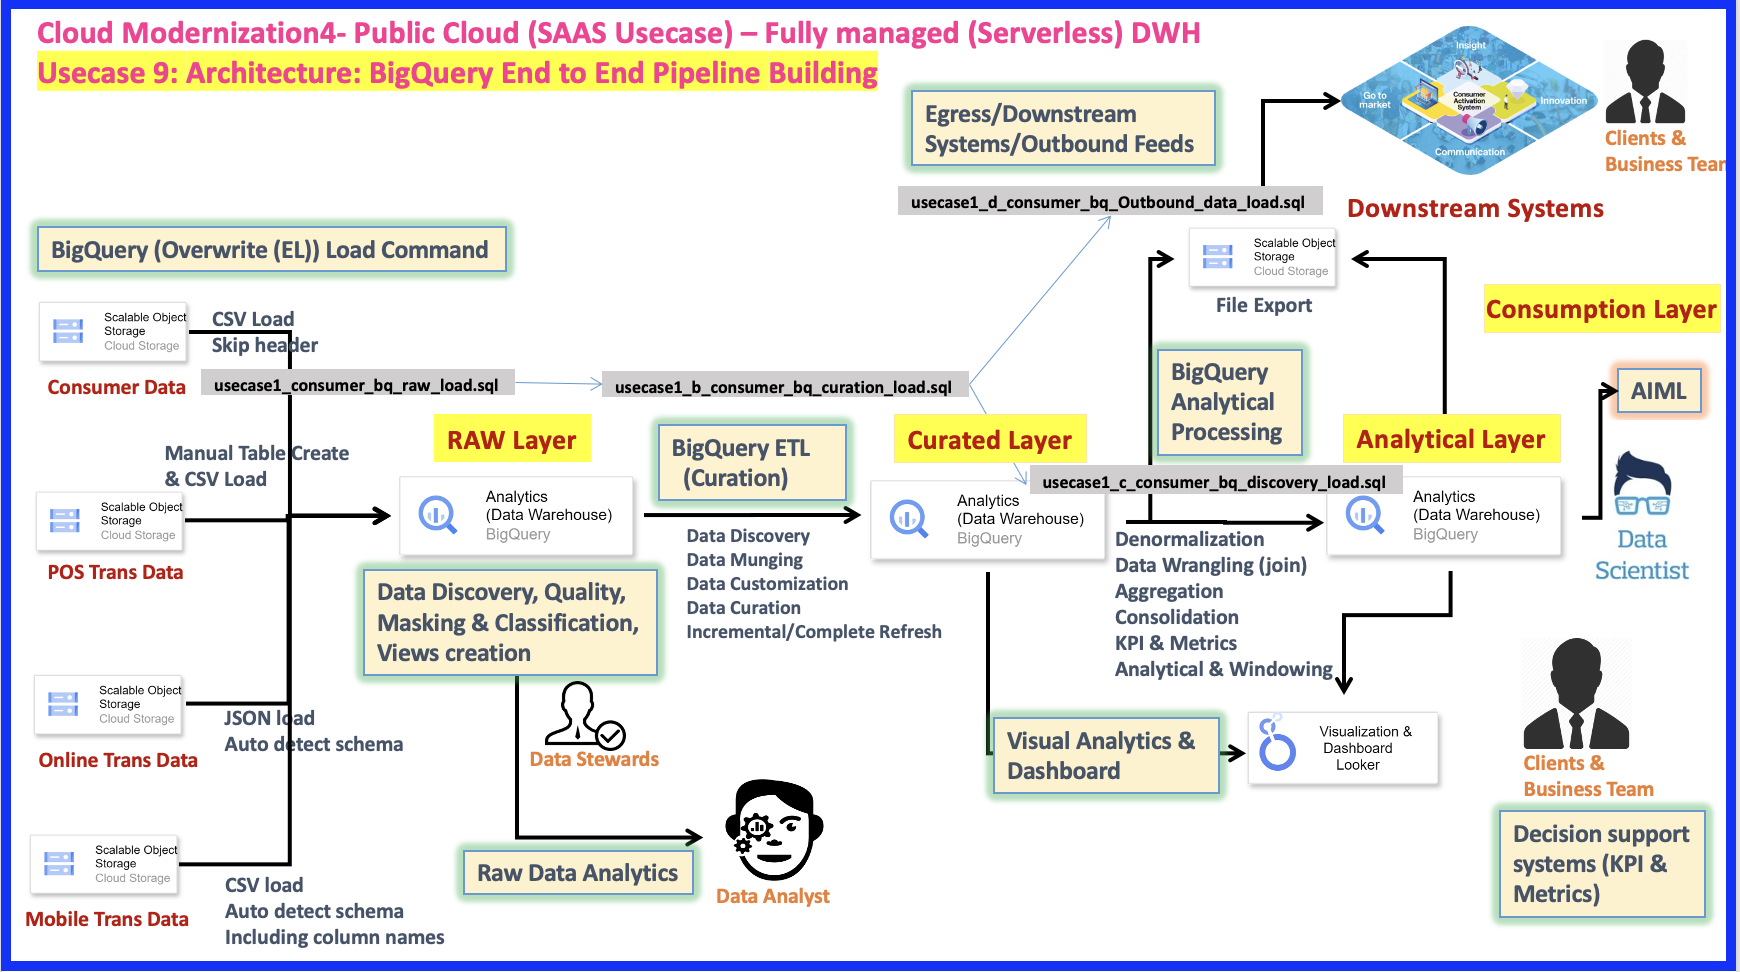 Cloud Modernization4- Public Cloud (SAAS Usecase) – Fully managed (Serverless) DWH
Usecase 9: Architecture: BigQuery End to End Pipeline Building
Egress/Downstream
Systems/Outbound Feeds
Insight
Go to
market
Consumer
Activation
System
Innovation
Communication
Clients &
Business Team
usecase1_d_consumer_bq_Outbound_data_load.sql
Downstream Systems
BigQuery (Overwrite (EL)) Load Command
Scalable Object
Storage
Cloud Storage
File Export
Consumption Layer
Scalable Object
Storage
Cloud Storage
CSV Load
Skip header
Consumer Data
usecase1_consumer_bq_raw_load.sql
usecase1_b_consumer_bq_curation_load.sql
BigQuery
Analytical
Processing
AIML
RAW Layer
BigQuery ETL
(Curation)
Curated Layer
Analytical Layer
Manual Table Create
& CSV Load
usecase1_c_consumer_bq_discovery_load.sql
Scalable Object
Storage
Cloud Storage
POS Trans Data
Analytics
(Data Warehouse)
BigQuery
Analytics
(Data Warehouse)
BigQuery
Analytics
(Data Warehouse)
BigQuery
Data
Scientist
Data Discovery
Data Munging
Data Customization
Data Curation
Incremental/Complete Refresh
Denormalization
Data Wrangling (join)
Aggregation
Consolidation
KPI & Metrics
Analytical & Windowing
Data Discovery, Quality,
Masking & Classification,
Views creation
Scalable Object
Storage
Cloud Storage
JSON load
Auto detect schema
Online Trans Data
Data Stewards
Visual Analytics &
Dashboard
Visualization &
Dashboard
Looker
Clients &
Business Team
Scalable Object
Storage
Cloud Storage
Mobile Trans Data
CSV load
Auto detect schema
Including column names
Raw Data Analytics
Data Analyst
Decision support
systems (KPI &
Metrics)